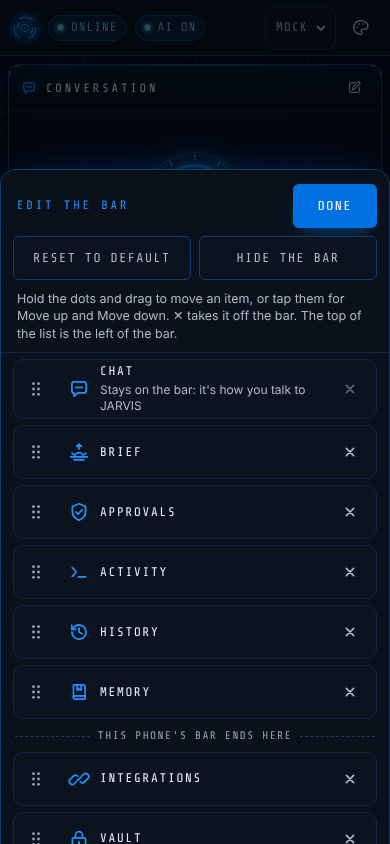 ONLINE
AI ON
MOCK
CONVERSATION
EDIT THE BAR
DONE
RESET TO DEFAULT
HIDE THE BAR
Hold the dots and drag to move an item, or tap them for
Move up and Move down. ✕ takes it off the bar. The top of
the list is the left of the bar.
CHAT
Stays on the bar: it's how you talk to
JARVIS
BRIEF
APPROVALS
ACTIVITY
HISTORY
MEMORY
THIS PHONE'S BAR ENDS HERE
INTEGRATIONS
VAULT